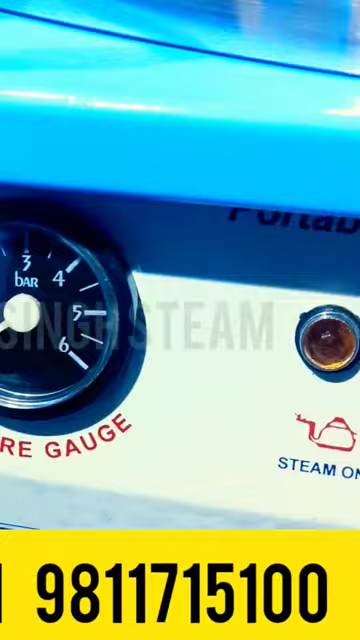 Portab
3
bAR
4
5
6
SINGH STEAM
RE GAUGE
STEAM ON
9811715100